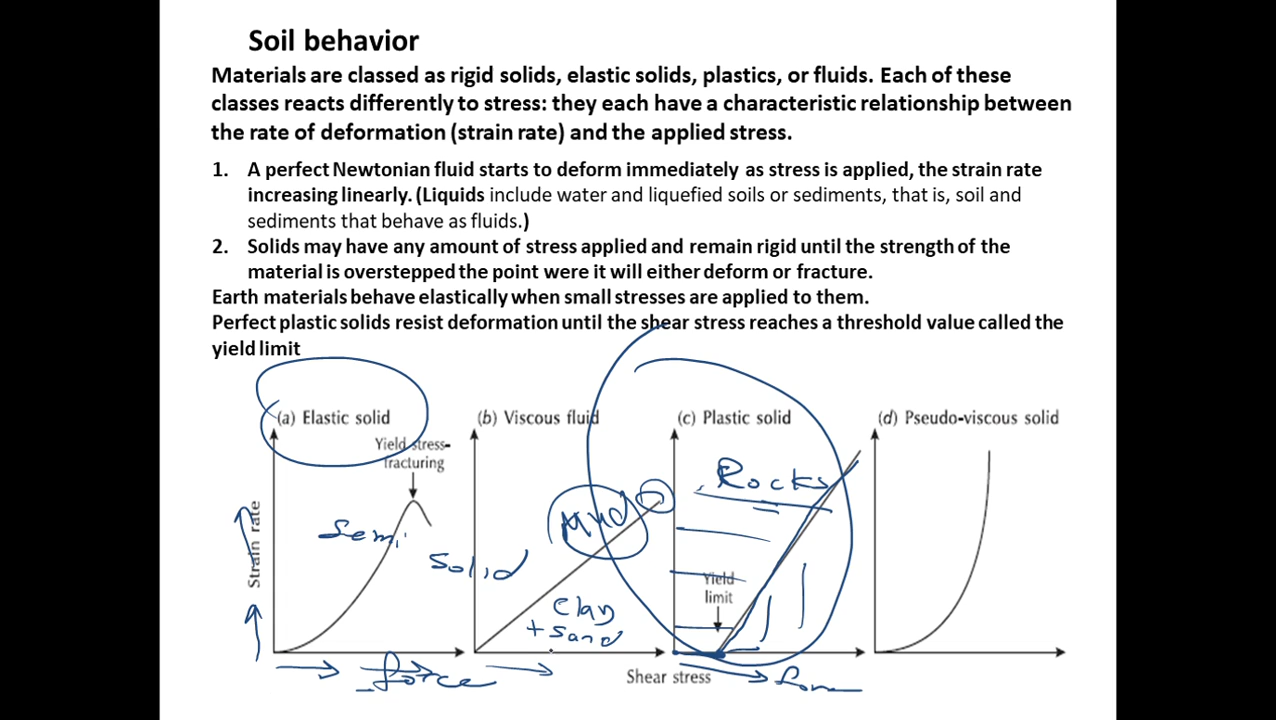 Soil behavior
Materials are classed as rigid solids, elastic solids, plastics, or fluids. Each of these
classes reacts differently to stress: they each have a characteristic relationship between
the rate of deformation (strain rate) and the applied stress.
1. A perfect Newtonian fluid starts to deform immediately as stress is applied, the strain rate
increasing linearly. (Liquids include water and liquefied soils or sediments, that is, soil and
sediments that behave as fluids.)
2. Solids may have any amount of stress applied and remain rigid until the strength of the
material is overstepped the point were it will either deform or fracture.
Earth materials behave elastically when small stresses are applied to them.
Perfect plastic solids resist deformation until the shear stress reaches a threshold value called the
yield limit
(a) Elastic solid
Yield stress-
fracturing
Strain rate
Semi
Solid
force
(b) Viscous fluid
Mud
Clay
+ Sand
(c) Plastic solid
Rocks
Yield
limit
Shear stress
(d) Pseudo-viscous solid